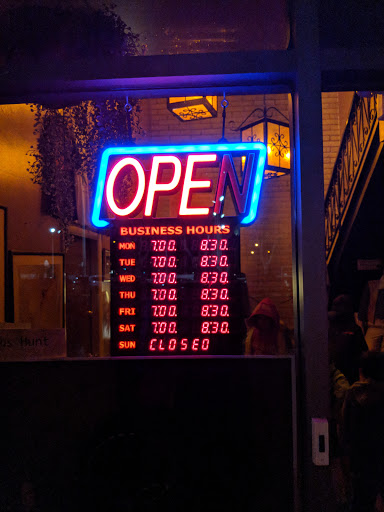 OPEN
BUSINESS HOURS
MON 7.00. 8.30.
TUE 7.00. 8.30.
WED 7.00. 8.30.
THU 7.00. 8.30.
FRI 7.00. 8.30.
SAT 7.00. 8.30.
SUN CLOSED
Hunt